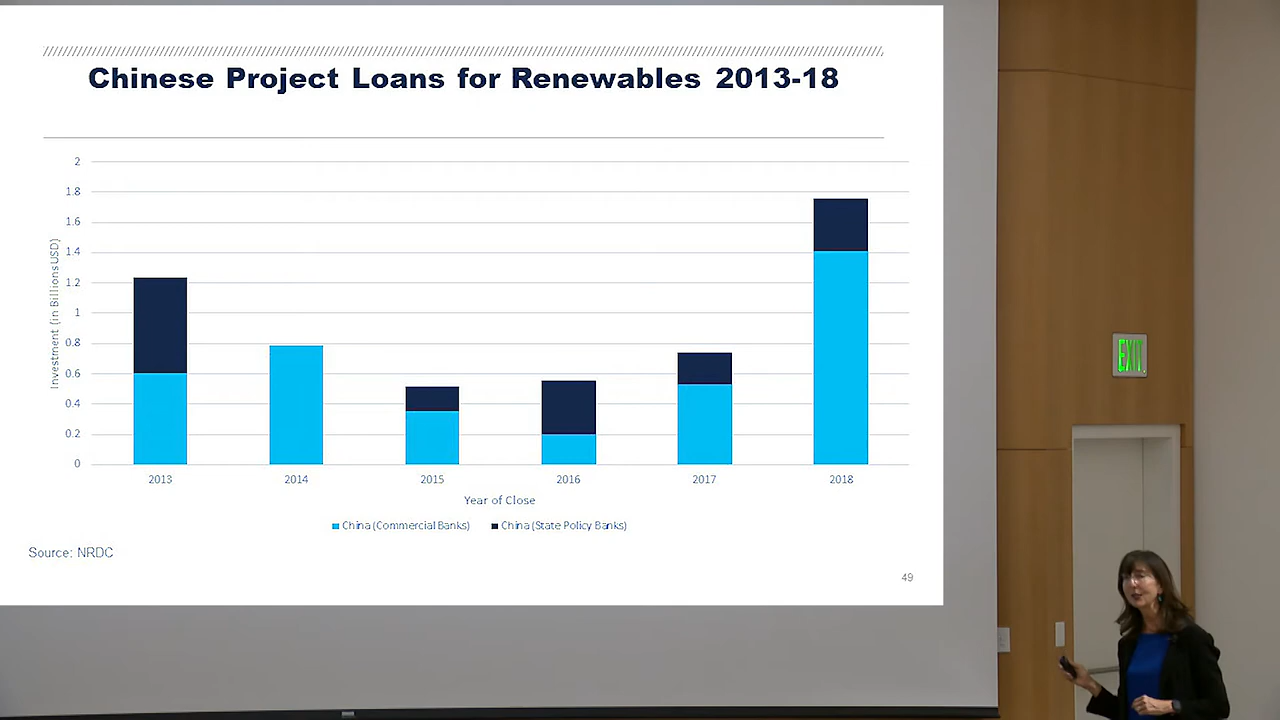 Chinese Project Loans for Renewables 2013-18
Investment (in Billions USD)
2
1.8
1.6
1.4
1.2
1
0.8
0.6
0.4
0.2
0
2013 2014 2015 2016 2017 2018
Year of Close
China (Commercial Banks) China (State Policy Banks)
Source: NRDC
49
EXIT